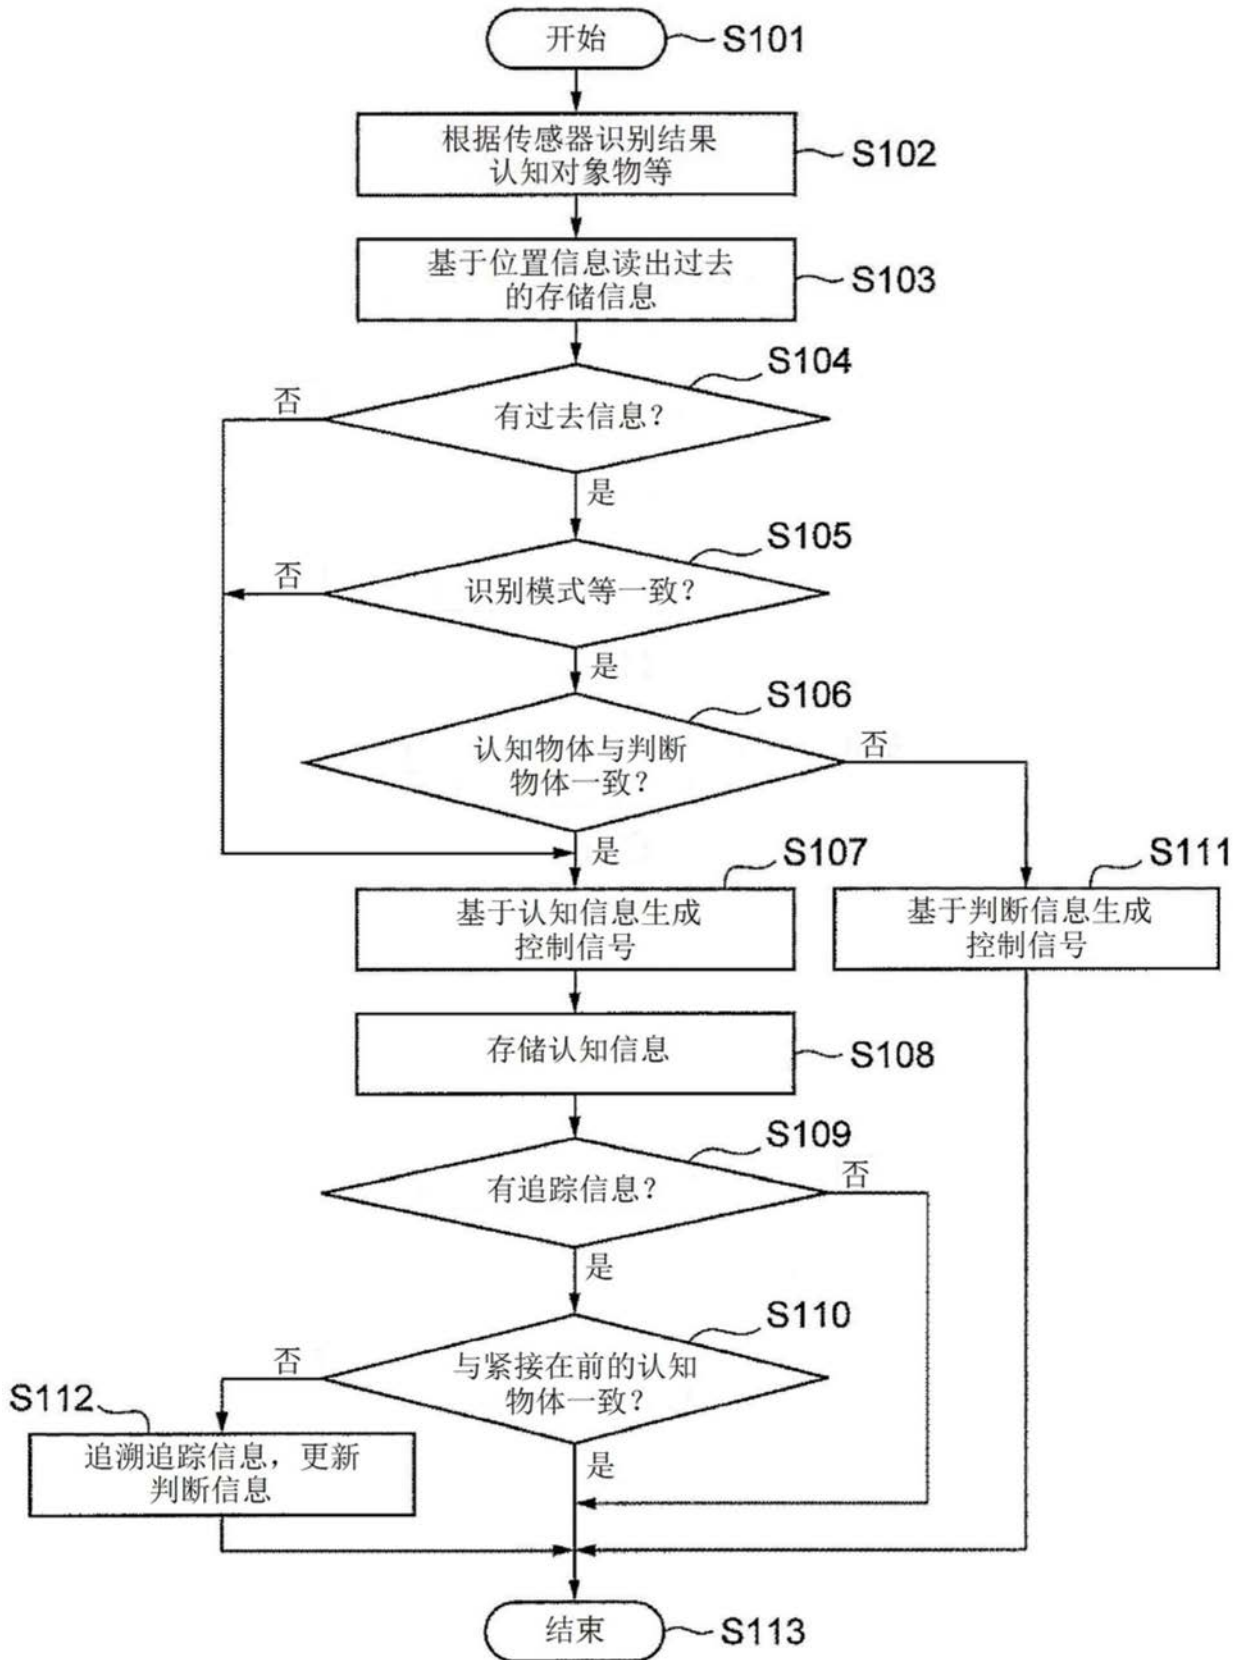 开始
S101
根据传感器识别结果
认知对象物等
S102
基于位置信息读出过去
的存储信息
S103
S104
否
有过去信息?
是
S105
否
识别模式等一致?
是
S106
认知物体与判断
物体一致?
否
是
S107
S111
基于认知信息生成
控制信号
基于判断信息生成
控制信号
存储认知信息
S108
S109
有追踪信息?
否
是
S110
否
与紧接在前的认知
物体一致?
S112
追溯追踪信息，更新
判断信息
是
结束
S113